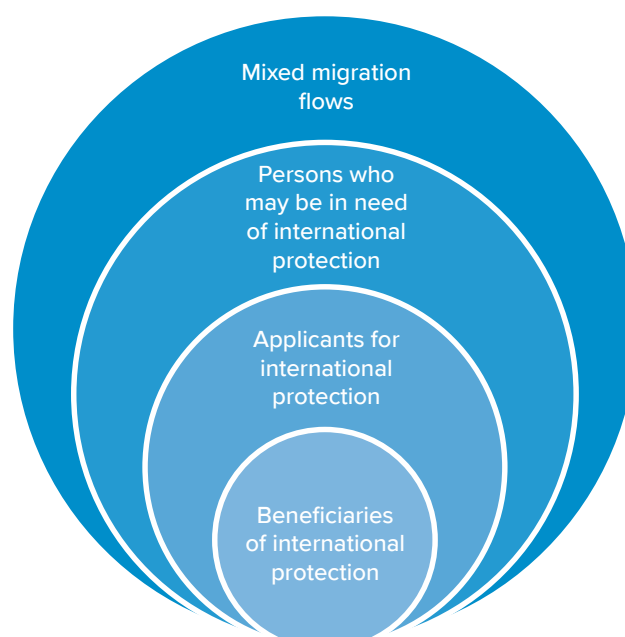 Mixed migration
flows
Persons who
may be in need
of international
protection
Applicants for
international
protection
Beneficiaries
of international
protection